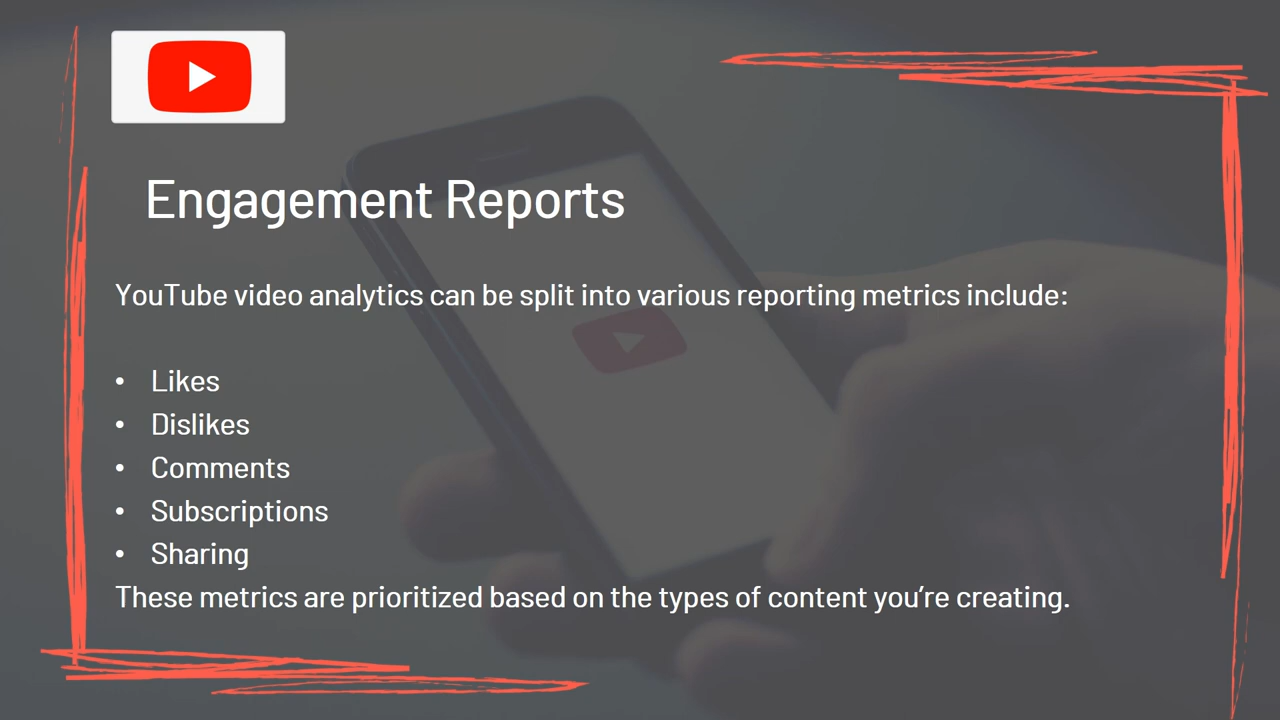 Engagement Reports
YouTube video analytics can be split into various reporting metrics include:
• Likes
• Dislikes
• Comments
• Subscriptions
• Sharing
These metrics are prioritized based on the types of content you’re creating.